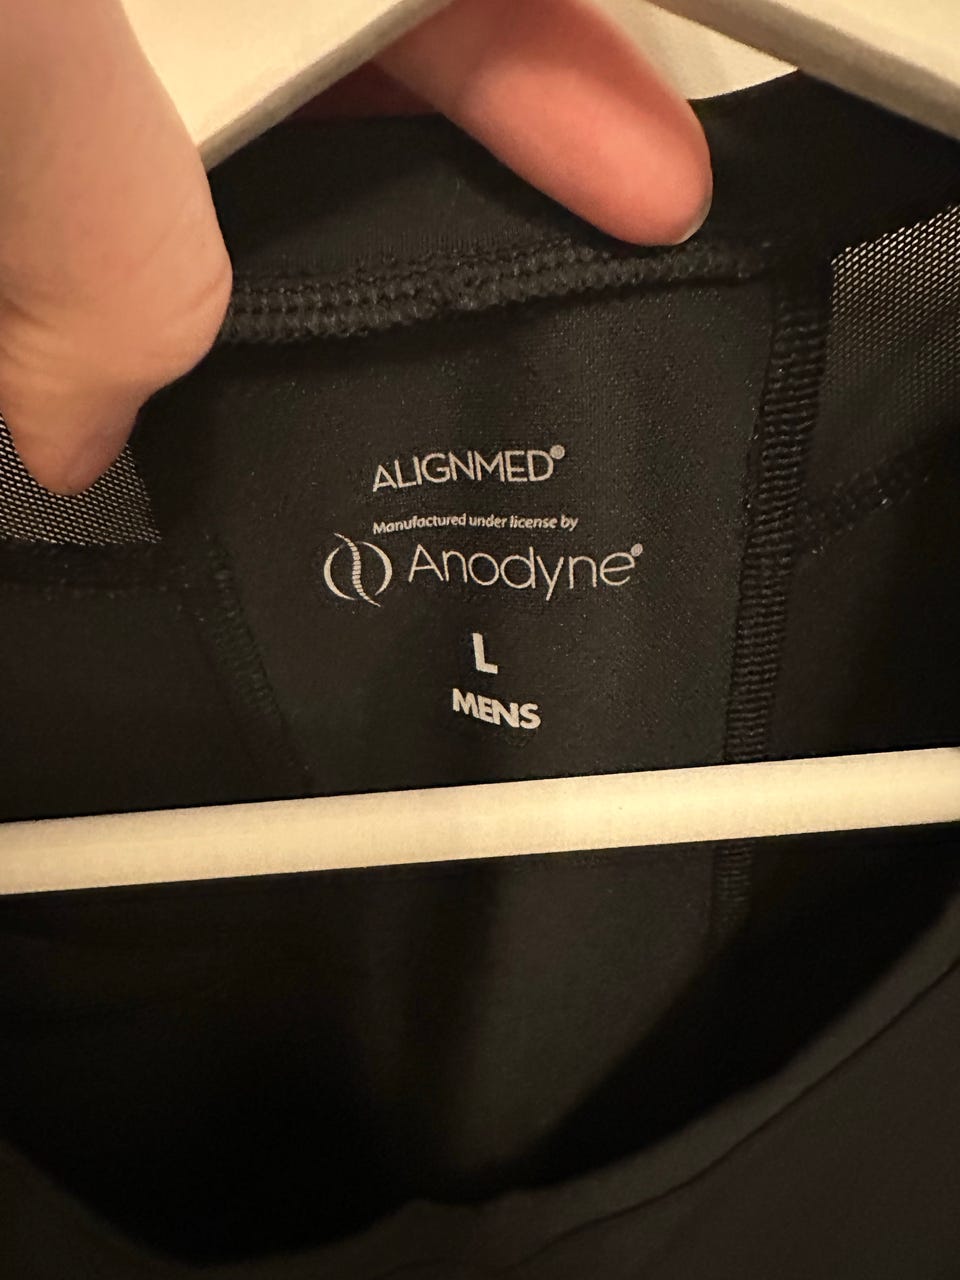 ALIGNMED®
Manufactured under license by
Anodyne®
L
MENS